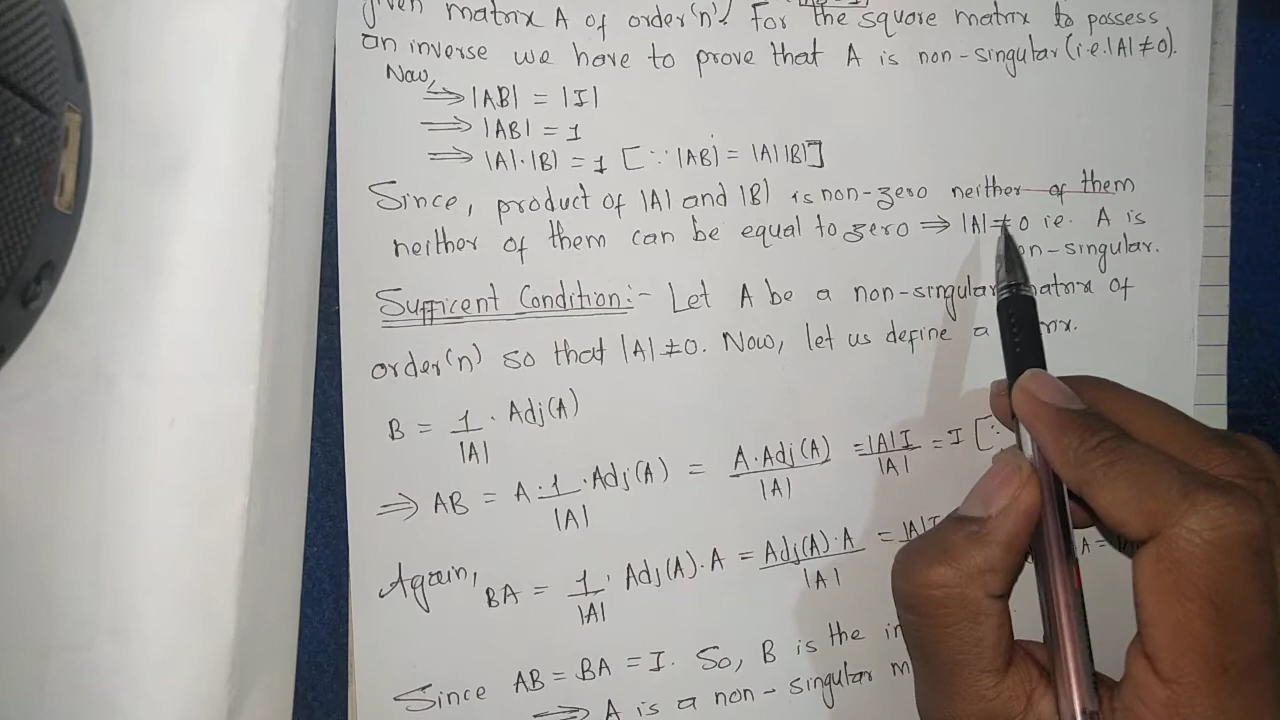 given matrix A of order 'n'. For the square matrix to possess
an inverse we have to prove that A is non-singular (i.e. |A| ≠ 0).
Now,
⇒ |AB| = |I|
⇒ |AB| = 1
⇒ |A|·|B| = 1 [∵ |AB| = |A||B|]
Since, product of |A| and |B| is non-zero neither of them
neither of them can be equal to zero ⇒ |A| ≠ 0 i.e. A is
non-singular.
Sufficent Condition:- Let A be a non-singular matrix of
order(n) so that |A| ≠ 0. Now, let us define a
B = 1/|A| · Adj(A)
⇒ AB = A · 1/|A| · Adj(A) = A·Adj(A)/|A| = |A|I/|A| = I [∵
Again, BA = 1/|A| · Adj(A)·A = Adj(A)·A/|A| = |A|I
Since AB = BA = I. So, B is the
⇒ A is a non-singular